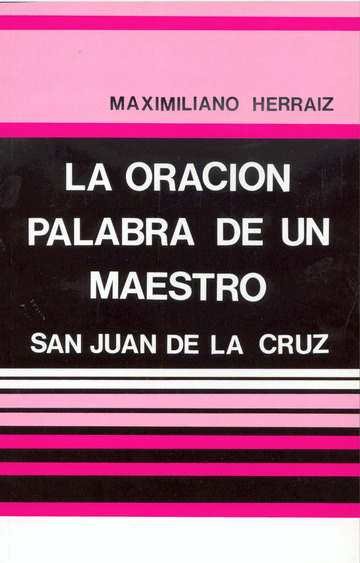 MAXIMILIANO HERRAIZ
LA ORACION
PALABRA DE UN
MAESTRO
SAN JUAN DE LA CRUZ